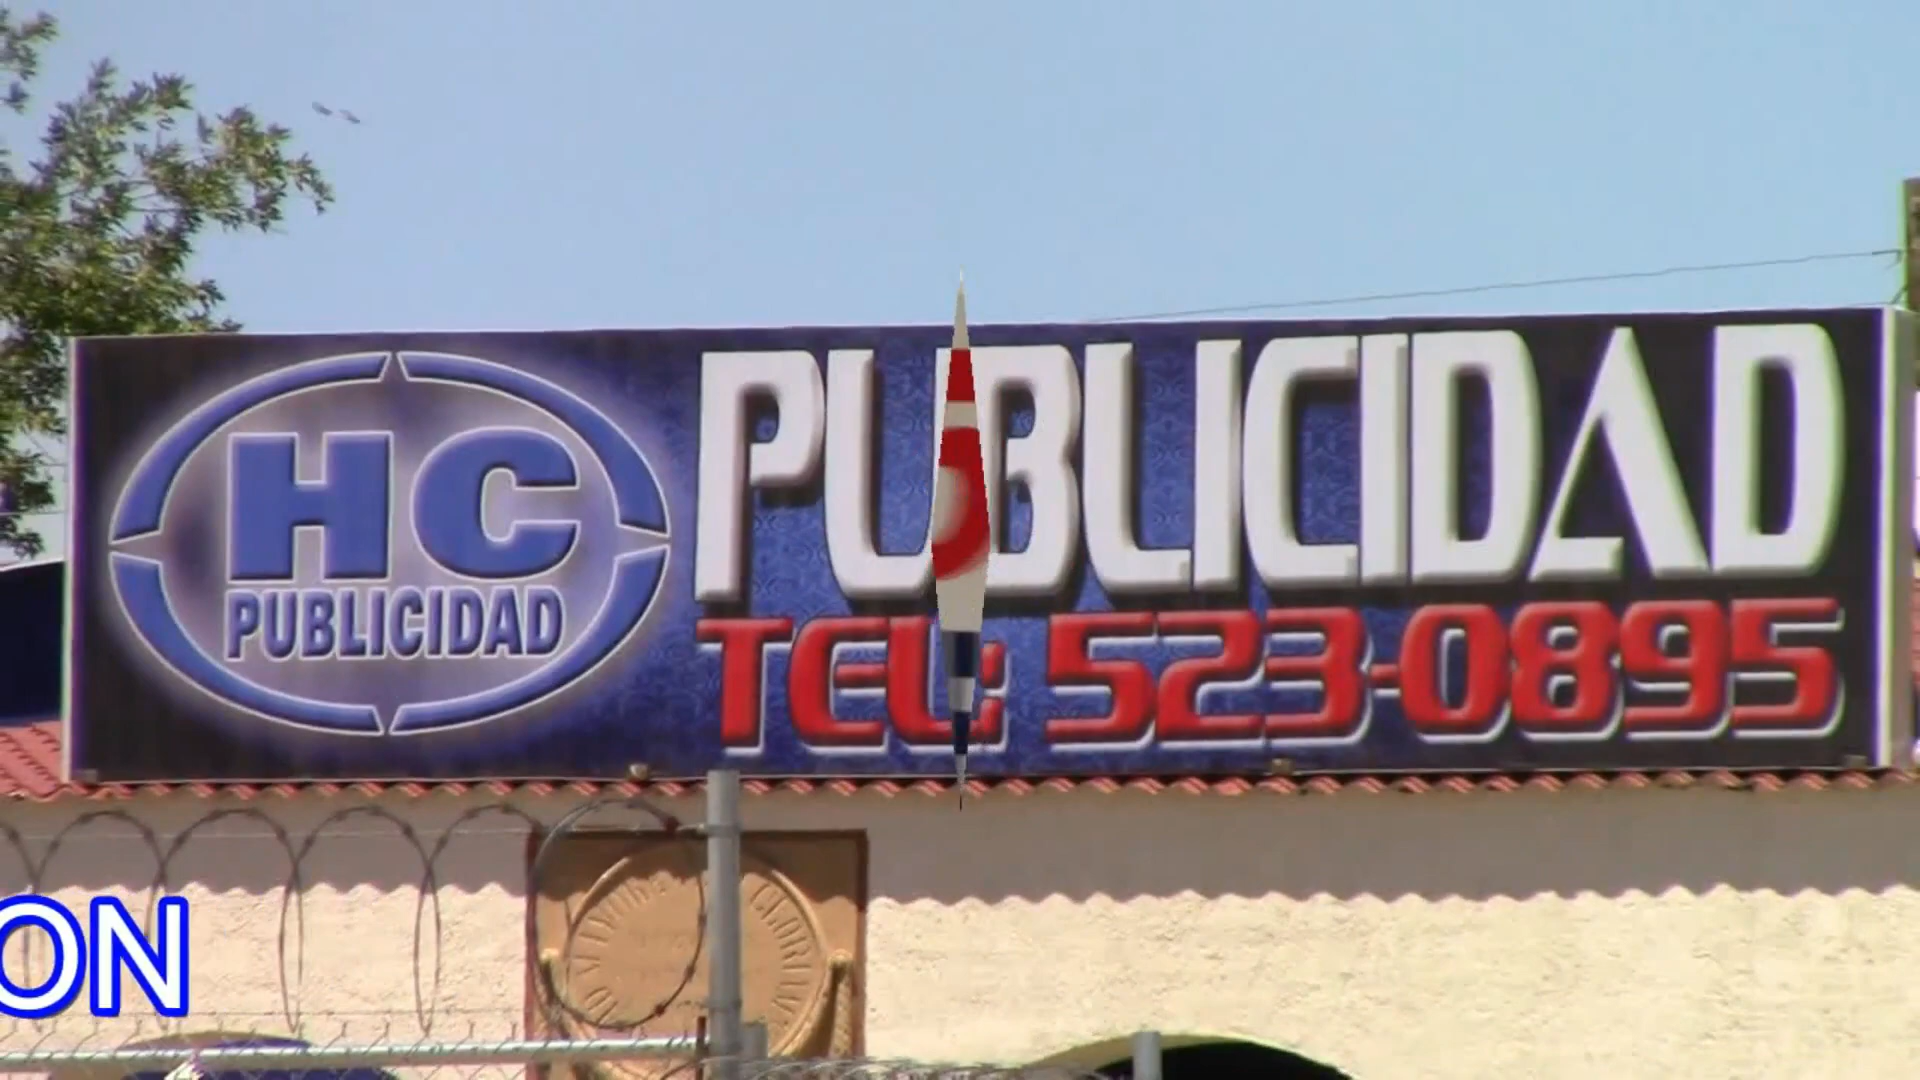 HC
PUBLICIDAD
PUBLICIDAD
TEL: 523-0895
ON